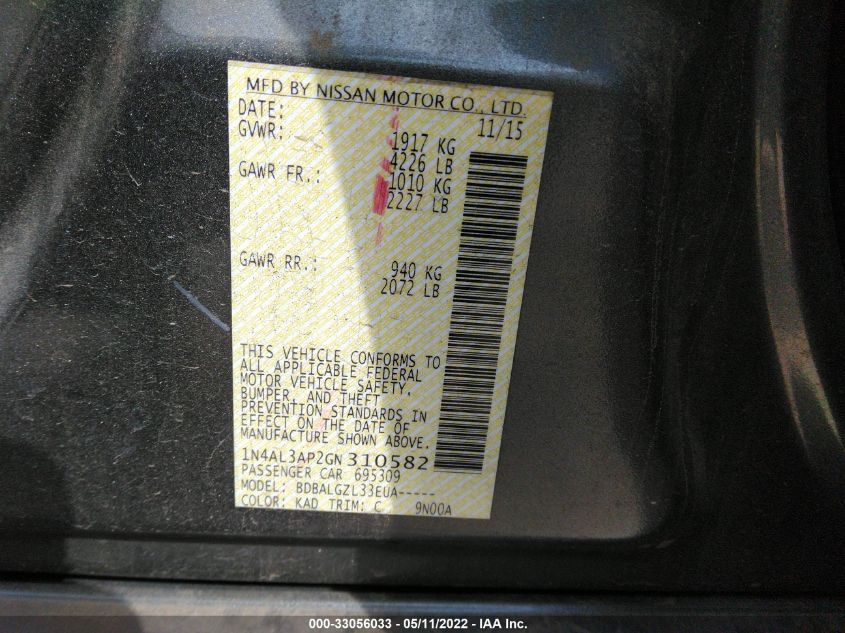 MFD BY NISSAN MOTOR CO., LTD.
DATE: 11/15
GVWR: 1917 KG
4226 LB
GAWR FR.: 1010 KG
2227 LB
GAWR RR.: 940 KG
2072 LB
THIS VEHICLE CONFORMS TO
ALL APPLICABLE FEDERAL
MOTOR VEHICLE SAFETY,
BUMPER, AND THEFT
PREVENTION STANDARDS IN
EFFECT ON THE DATE OF
MANUFACTURE SHOWN ABOVE.
1N4AL3AP2GN 310582
PASSENGER CAR 695309
MODEL: BDBALGZL33EUA-----
COLOR: KAD TRIM: C 9N00A
000-33056033 - 05/11/2022 - IAA Inc.